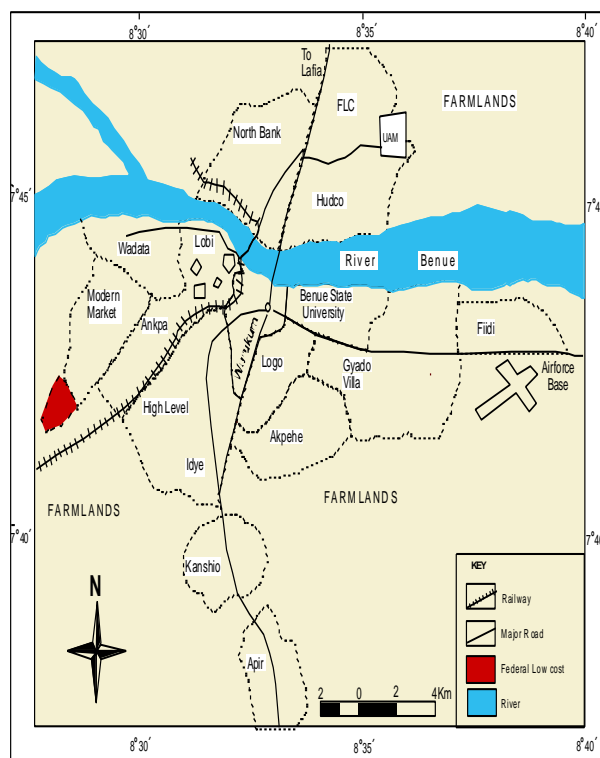 8°30′
8°35′
8°40′
To
Lafia
FLC
FARMLANDS
North Bank
UAM
7°45′
7°4
Hudco
Wadata
Lobi
River Benue
Modern
Market
Benue State
University
Ankpa
Fiidi
Wurukum
Logo
Gyado
Villa
Airforce
Base
High Level
Akpehe
Idye
FARMLANDS
FARMLANDS
7°40′
7°40
Kanshio
KEY
N
Railway
Major Road
Federal Low cost
River
Apir
2 0 2 4Km
8°30′
8°35′
8°40′